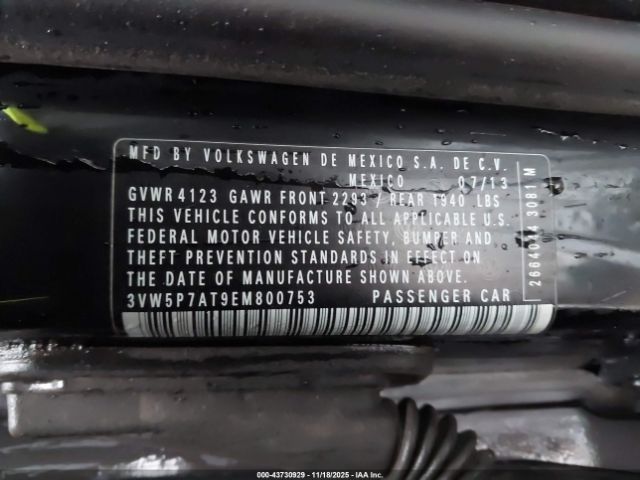 MFD BY VOLKSWAGEN DE MEXICO S.A. DE C.V.
MEXICO 07/13
GVWR 4123 GAWR FRONT 2293 / REAR 1940 LBS
THIS VEHICLE CONFORMS TO ALL APPLICABLE U.S.
FEDERAL MOTOR VEHICLE SAFETY, BUMPER AND
THEFT PREVENTION STANDARDS IN EFFECT ON
THE DATE OF MANUFACTURE SHOWN ABOVE.
3VW5P7AT9EM800753 PASSENGER CAR
3081 M
000-43730929 - 11/18/2025 - IAA Inc.